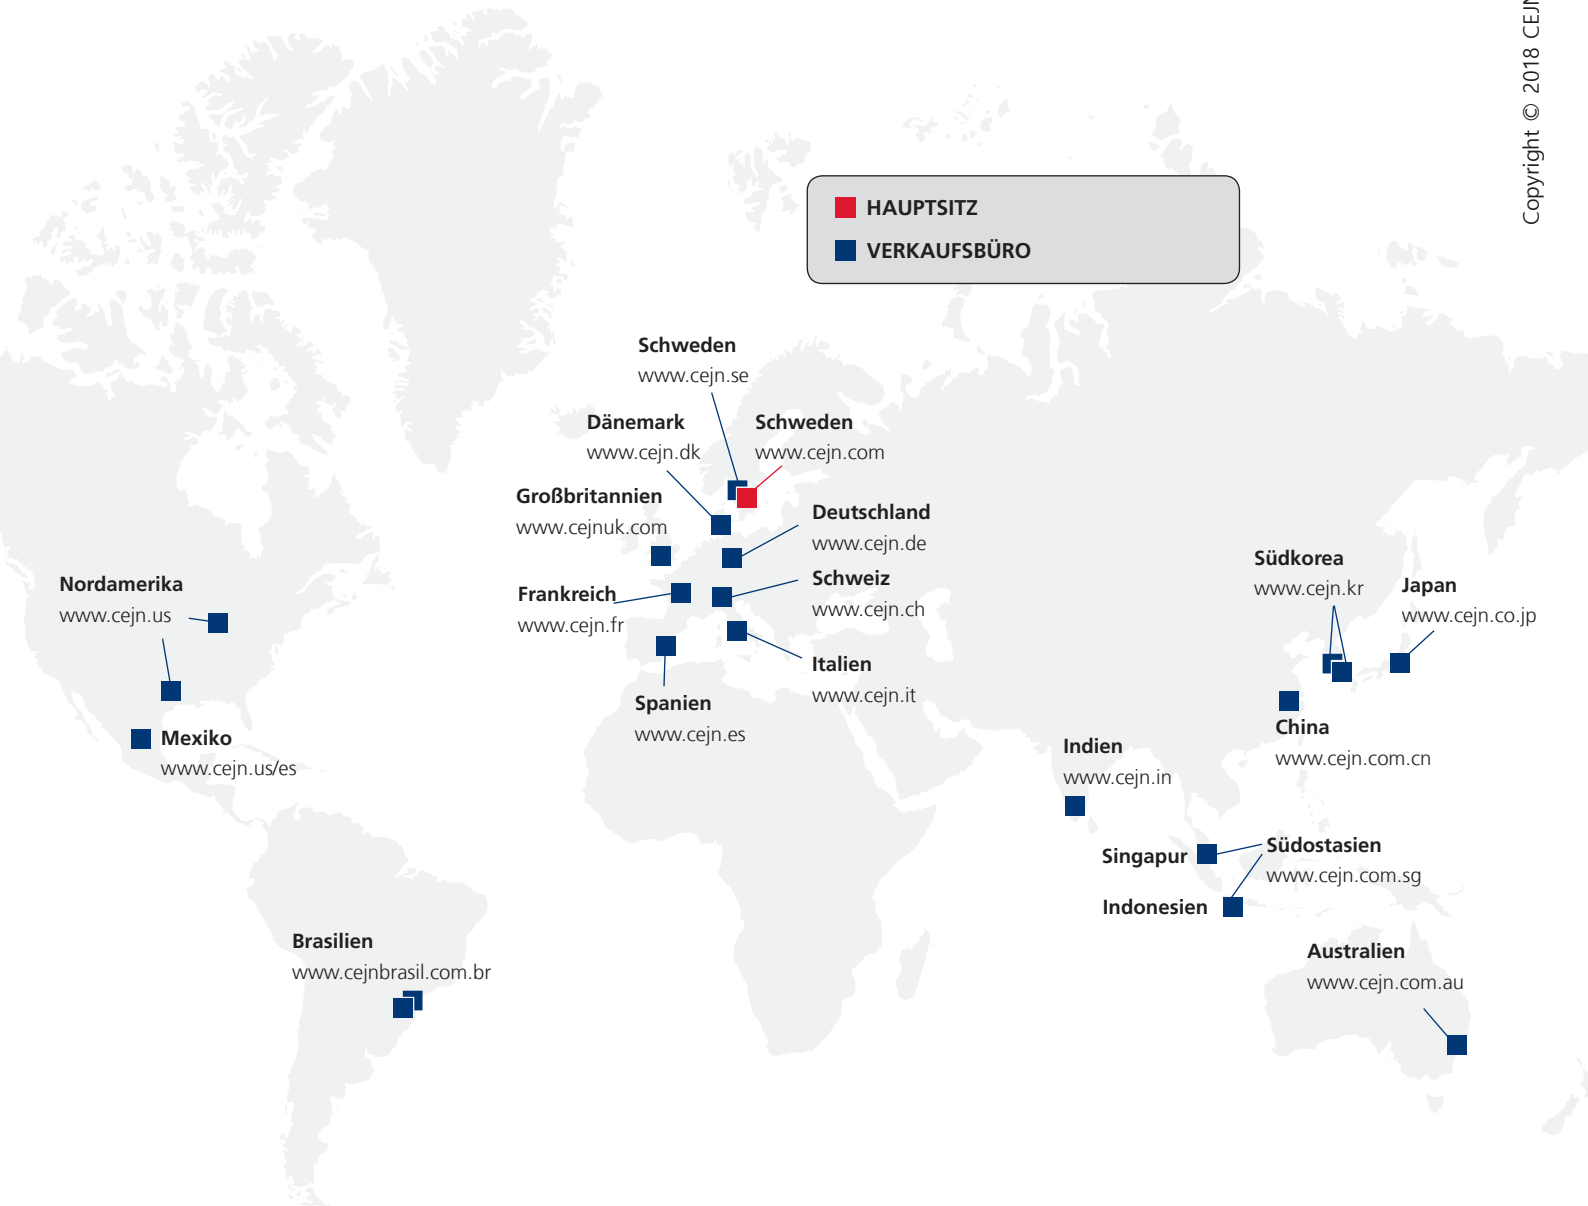 Copyright © 2018 CEJN
HAUPTSITZ
VERKAUFSBÜRO
Schweden
www.cejn.se
Dänemark
www.cejn.dk
Schweden
www.cejn.com
Großbritannien
www.cejnuk.com
Deutschland
www.cejn.de
Schweiz
www.cejn.ch
Frankreich
www.cejn.fr
Italien
www.cejn.it
Spanien
www.cejn.es
Nordamerika
www.cejn.us
Mexiko
www.cejn.us/es
Brasilien
www.cejnbrasil.com.br
Südkorea
www.cejn.kr
Japan
www.cejn.co.jp
China
www.cejn.com.cn
Indien
www.cejn.in
Singapur
Südostasien
www.cejn.com.sg
Indonesien
Australien
www.cejn.com.au